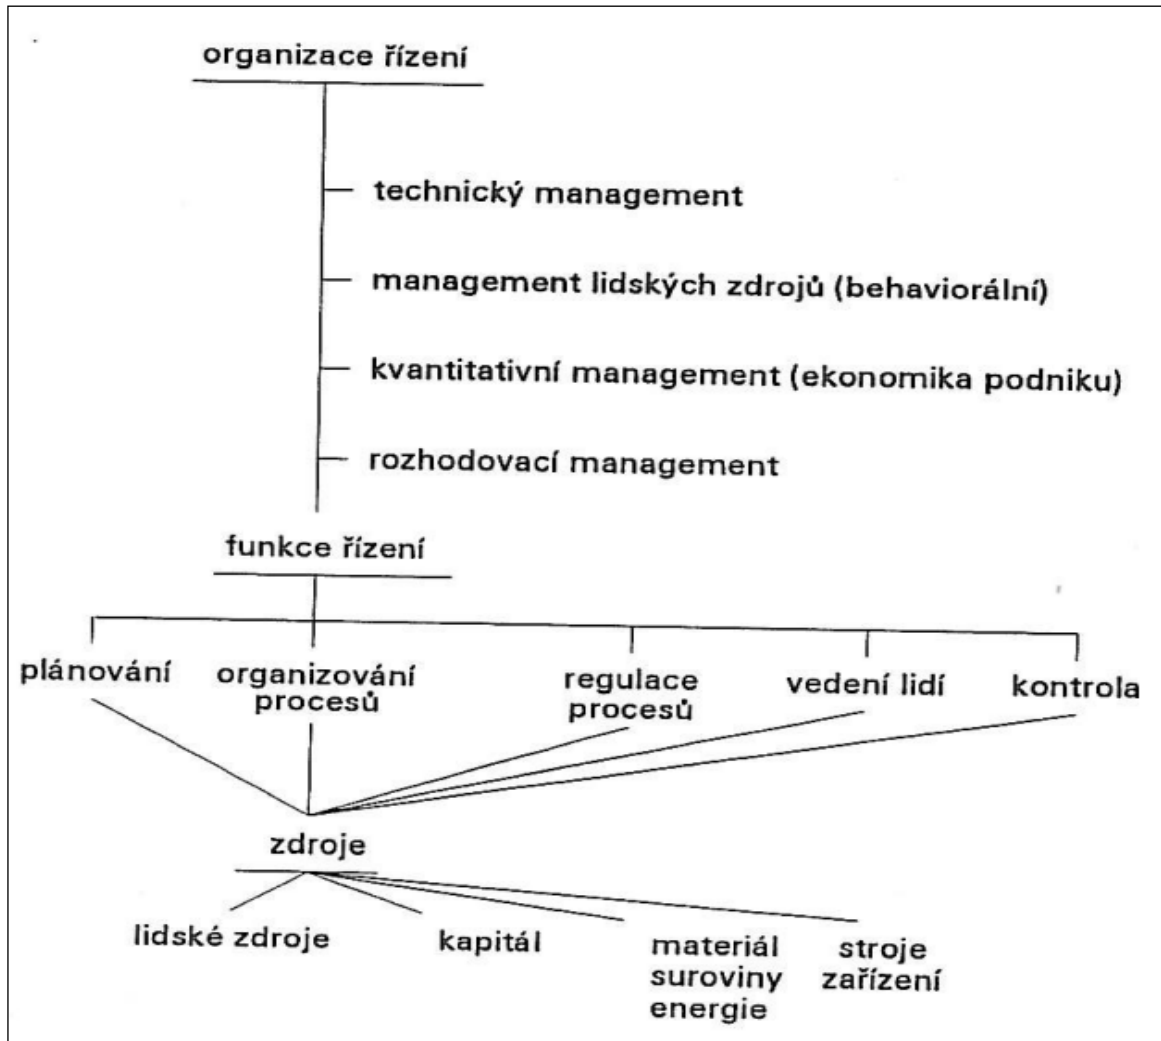 organizace řízení
technický management
management lidských zdrojů (behaviorální)
kvantitativní management (ekonomika podniku)
rozhodovací management
funkce řízení
plánování
organizování
procesů
regulace
procesů
vedení lidí
kontrola
zdroje
lidské zdroje
kapitál
materiál
suroviny
energie
stroje
zařízení